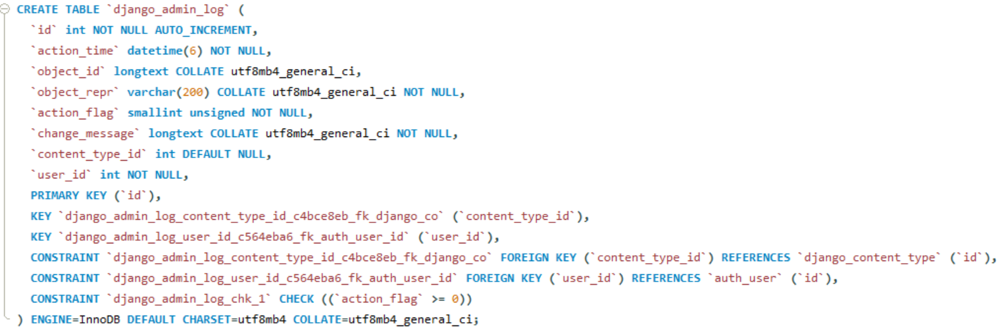 CREATE TABLE `django_admin_log` (
  `id` int NOT NULL AUTO_INCREMENT,
  `action_time` datetime(6) NOT NULL,
  `object_id` longtext COLLATE utf8mb4_general_ci,
  `object_repr` varchar(200) COLLATE utf8mb4_general_ci NOT NULL,
  `action_flag` smallint unsigned NOT NULL,
  `change_message` longtext COLLATE utf8mb4_general_ci NOT NULL,
  `content_type_id` int DEFAULT NULL,
  `user_id` int NOT NULL,
  PRIMARY KEY (`id`),
  KEY `django_admin_log_content_type_id_c4bce8eb_fk_django_co` (`content_type_id`),
  KEY `django_admin_log_user_id_c564eba6_fk_auth_user_id` (`user_id`),
  CONSTRAINT `django_admin_log_content_type_id_c4bce8eb_fk_django_co` FOREIGN KEY (`content_type_id`) REFERENCES `django_content_type` (`id`),
  CONSTRAINT `django_admin_log_user_id_c564eba6_fk_auth_user_id` FOREIGN KEY (`user_id`) REFERENCES `auth_user` (`id`),
  CONSTRAINT `django_admin_log_chk_1` CHECK ((`action_flag` >= 0))
) ENGINE=InnoDB DEFAULT CHARSET=utf8mb4 COLLATE=utf8mb4_general_ci;